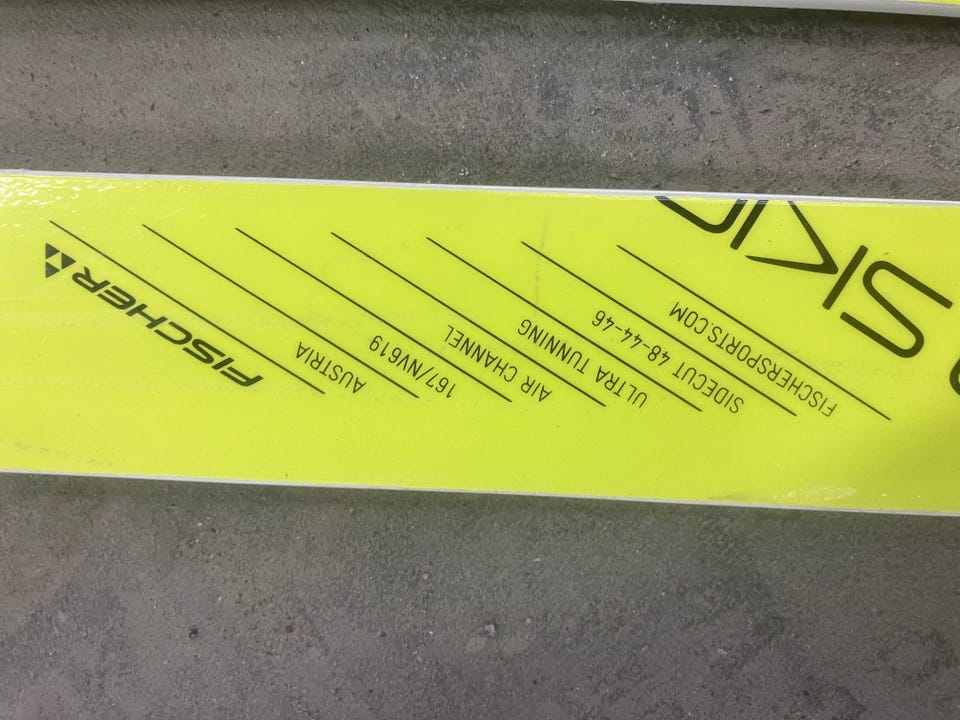 FISCHERSPORTS.COM
SIDECUT 48-44-46
ULTRA TUNNING
AIR CHANNEL
167/NV619
AUSTRIA
FISCHER